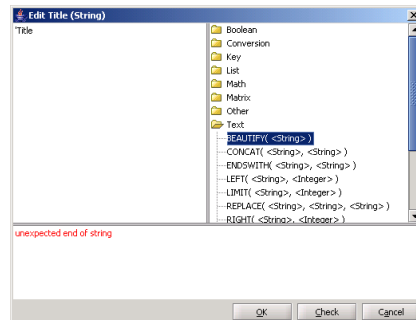 Edit Title (String)
'Title
Boolean
Conversion
Key
List
Math
Matrix
Other
Text
BEAUTIFY( <String> )
CONCAT( <String>, <String> )
ENDSWITH( <String>, <String> )
LEFT( <String>, <Integer> )
LIMIT( <String>, <Integer> )
REPLACE( <String>, <String>, <String> )
RIGHT( <String>, <Integer> )
unexpected end of string
OK
Check
Cancel